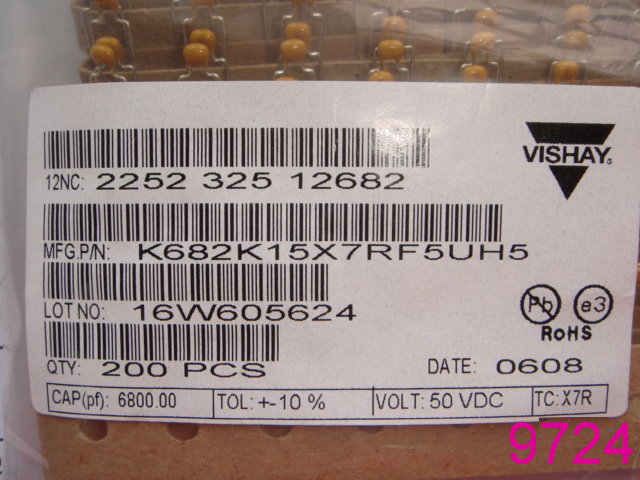 VISHAY®
12NC: 2252 325 12682
MFG.P/N: K682K15X7RF5UH5
LOT NO: 16W605624
Pb e3
RoHS
QTY: 200 PCS DATE: 0608
CAP(pf): 6800.00 TOL: +-10 % VOLT: 50 VDC TC: X7R
9724